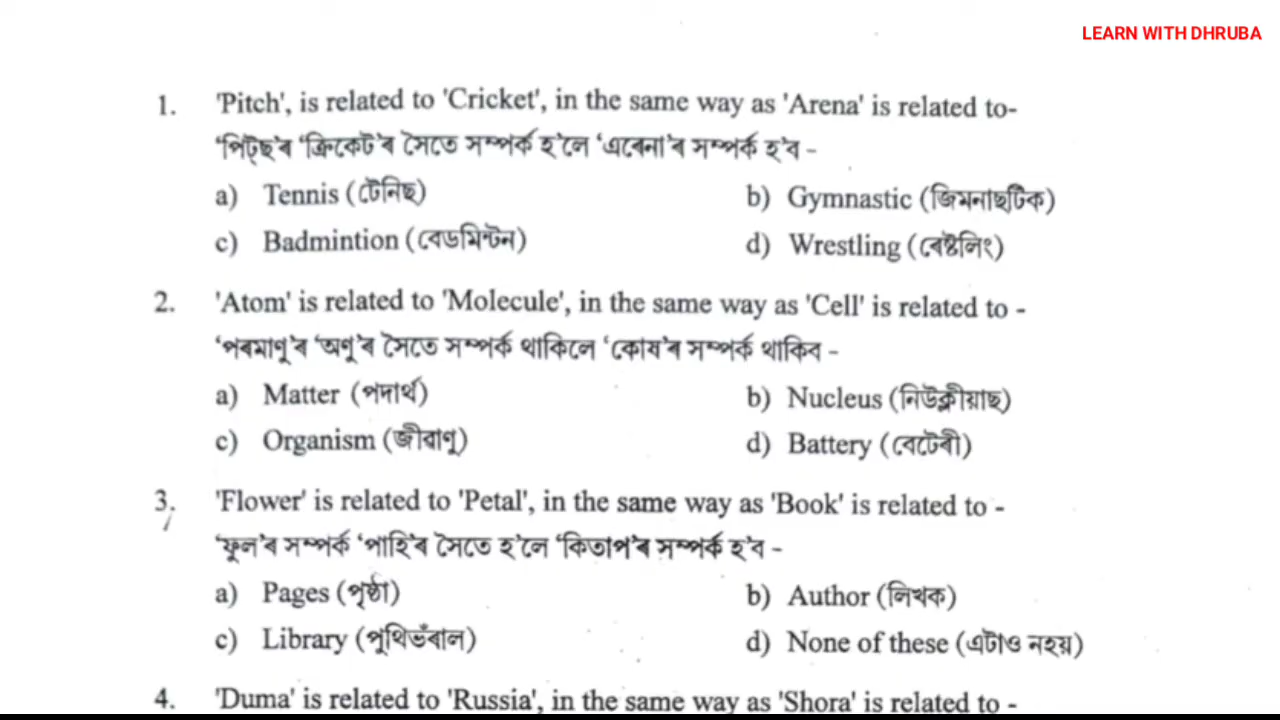 LEARN WITH DHRUBA
1. 'Pitch', is related to 'Cricket', in the same way as 'Arena' is related to-
'পিট্ছ'ৰ 'ক্ৰিকেট'ৰ সৈতে সম্পৰ্ক হ'লে 'এৰেনা'ৰ সম্পৰ্ক হ'ব -
a) Tennis (টেনিছ) b) Gymnastic (জিমনাছটিক)
c) Badmintion (বেডমিন্টন) d) Wrestling (ৰেষ্টলিং)
2. 'Atom' is related to 'Molecule', in the same way as 'Cell' is related to -
'পৰমাণু'ৰ 'অণু'ৰ সৈতে সম্পৰ্ক থাকিলে 'কোষ'ৰ সম্পৰ্ক থাকিব -
a) Matter (পদাৰ্থ) b) Nucleus (নিউক্লীয়াছ)
c) Organism (জীৱাণু) d) Battery (বেটেৰী)
3. 'Flower' is related to 'Petal', in the same way as 'Book' is related to -
'ফুল'ৰ সম্পৰ্ক 'পাহি'ৰ সৈতে হ'লে 'কিতাপ'ৰ সম্পৰ্ক হ'ব -
a) Pages (পৃষ্ঠা) b) Author (লিখক)
c) Library (পুথিভঁৰাল) d) None of these (এটাও নহয়)
4. 'Duma' is related to 'Russia', in the same way as 'Shora' is related to -